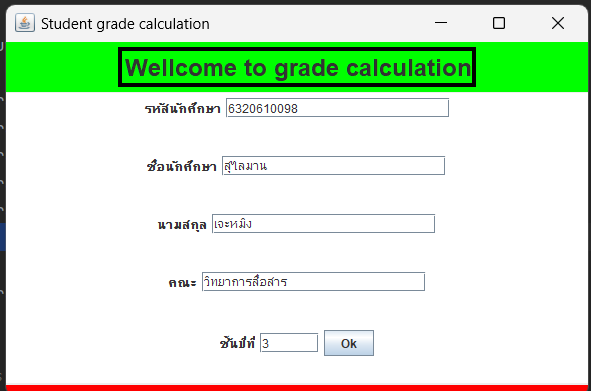 Student grade calculation
Wellcome to grade calculation
รหัสนักศึกษา 6320610098
ชื่อนักศึกษา สุไลมาน
นามสกุล เจะหมิง
คณะ วิทยาการสื่อสาร
ชั้นปีที่ 3 Ok